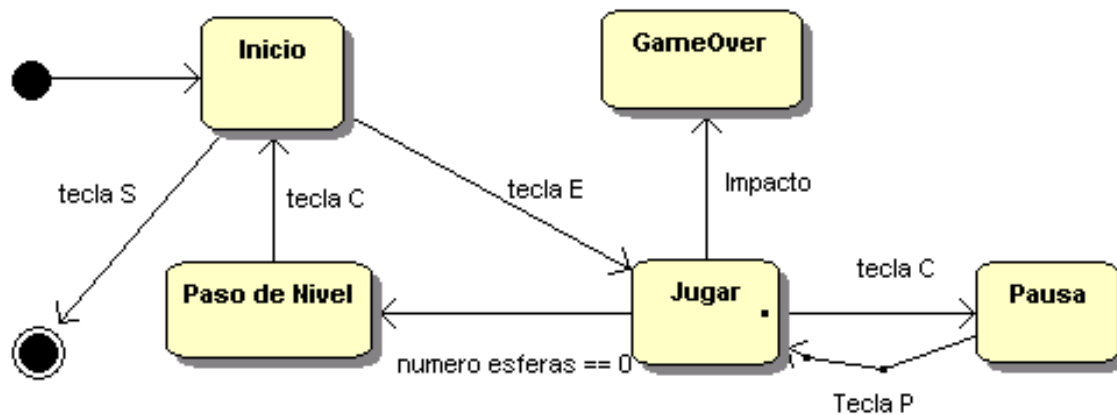 Inicio
GameOver
tecla S
tecla C
tecla E
Impacto
Paso de Nivel
Jugar
tecla C
Pausa
numero esferas == 0
Tecla P